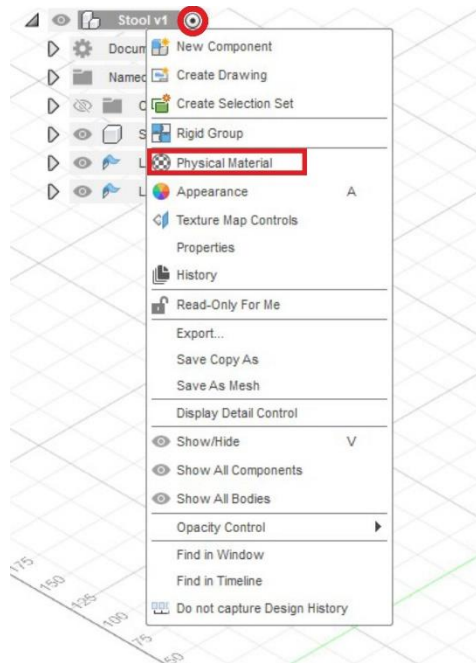 Stool v1
Docum
New Component
Named
Create Drawing
Create Selection Set
S
Rigid Group
L
Physical Material
L
Appearance A
Texture Map Controls
Properties
History
Read-Only For Me
Export...
Save Copy As
Save As Mesh
Display Detail Control
Show/Hide V
Show All Components
Show All Bodies
Opacity Control
Find in Window
Find in Timeline
Do not capture Design History
175
150
125
100
75
50